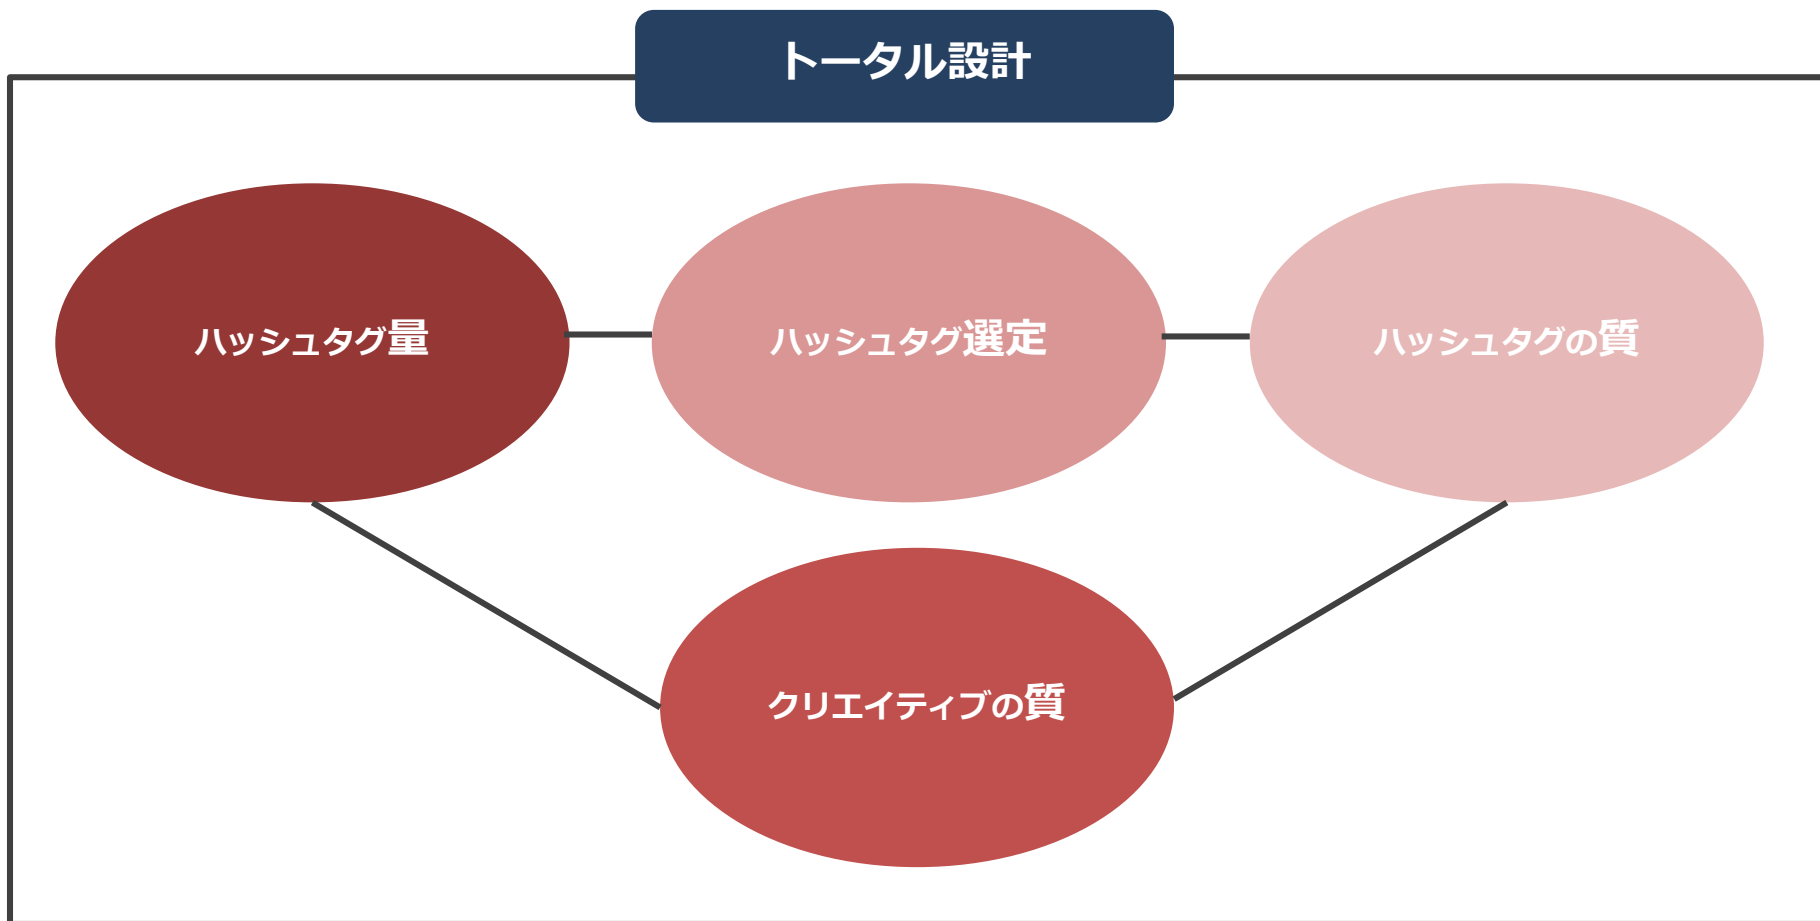 トータル設計
ハッシュタグ量
ハッシュタグ選定
ハッシュタグの質
クリエイティブの質